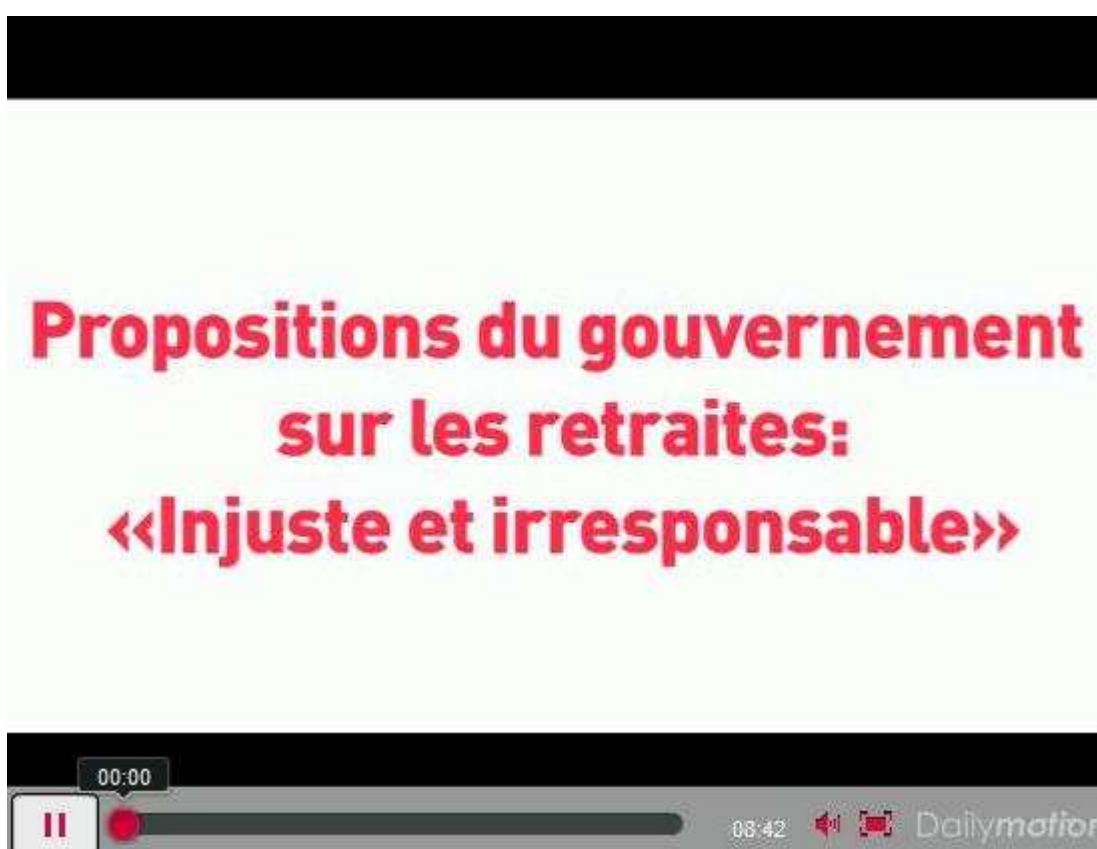 Propositions du gouvernement
sur les retraites:
«Injuste et irresponsable»
00:00
08:42
Dailymotion